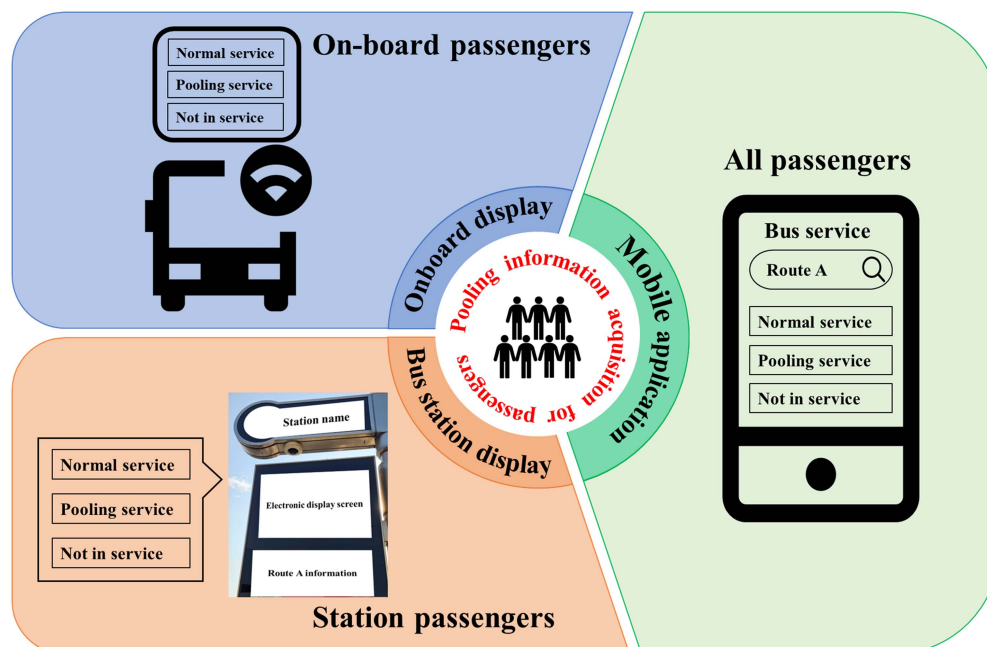 On-board passengers
Normal service
Pooling service
Not in service
Onboard display
Mobile application
Bus station display
Pooling information acquisition for passengers
All passengers
Bus service
Route A
Normal service
Pooling service
Not in service
Normal service
Pooling service
Not in service
Station name
Electronic display screen
Route A information
Station passengers